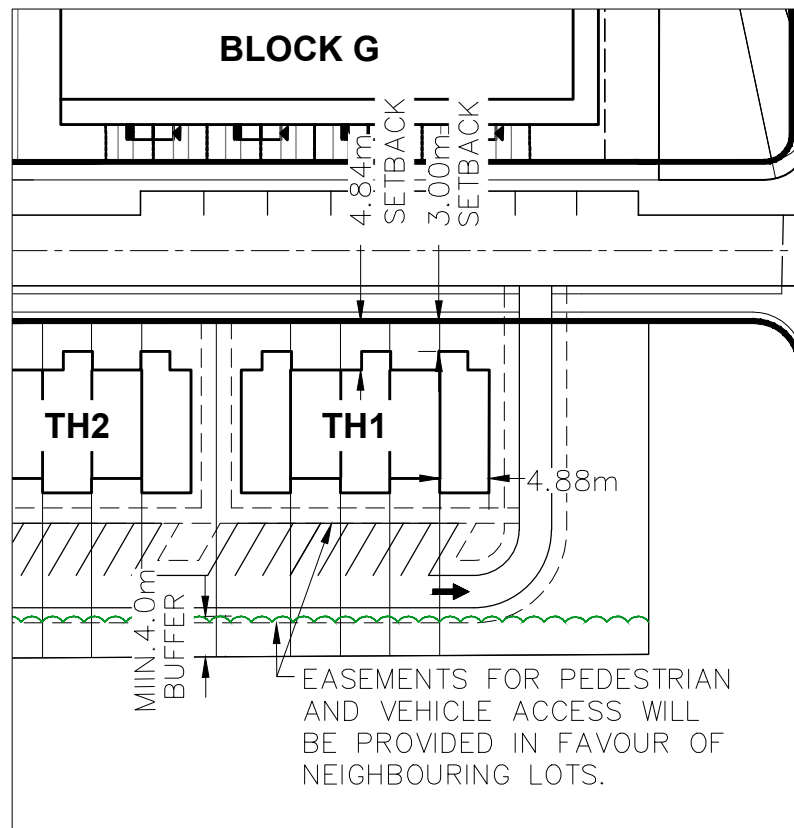 BLOCK G
4.84m
SETBACK
3.00m
SETBACK
TH2
TH1
4.88m
MIIN. 4.0m
BUFFER
EASEMENTS FOR PEDESTRIAN
AND VEHICLE ACCESS WILL
BE PROVIDED IN FAVOUR OF
NEIGHBOURING LOTS.